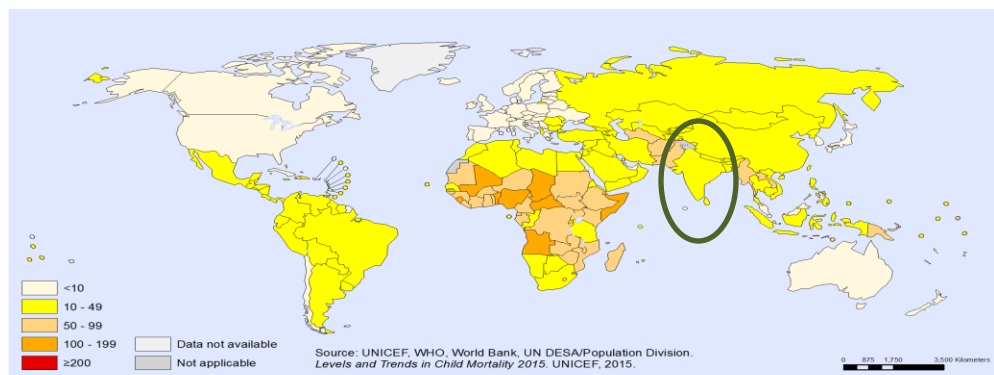 <10
10 - 49
50 - 99
100 - 199
≥200
Data not available
Not applicable
Source: UNICEF, WHO, World Bank, UN DESA/Population Division.
Levels and Trends in Child Mortality 2015. UNICEF, 2015.
0 875 1,750 3,500 Kilometers